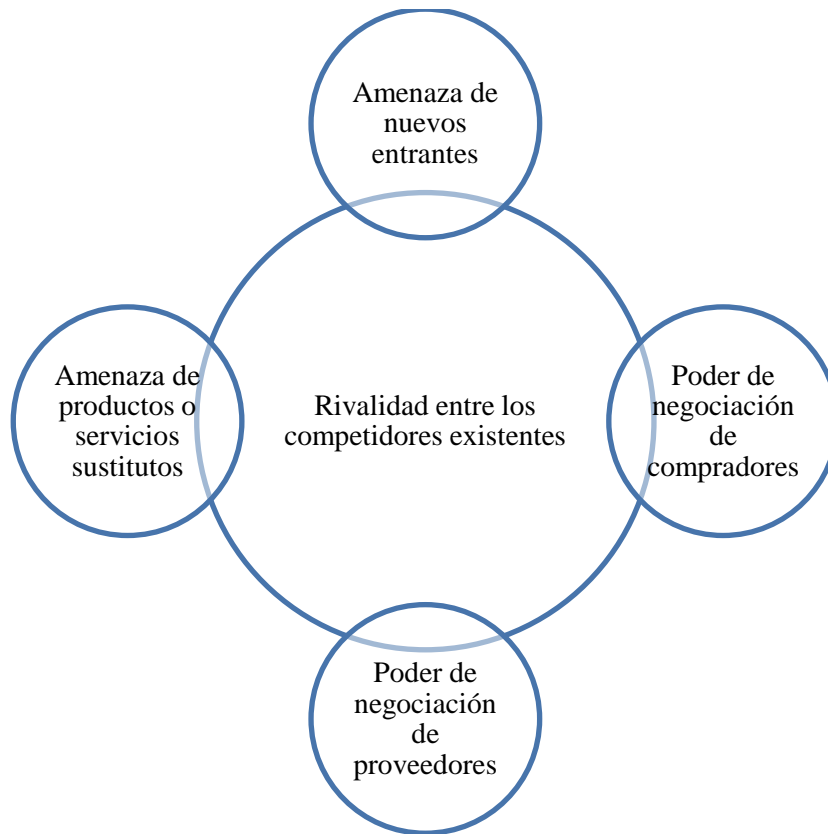 Amenaza de
nuevos
entrantes
Amenaza de
productos o
servicios
sustitutos
Rivalidad entre los
competidores existentes
Poder de
negociación
de
compradores
Poder de
negociación
de
proveedores